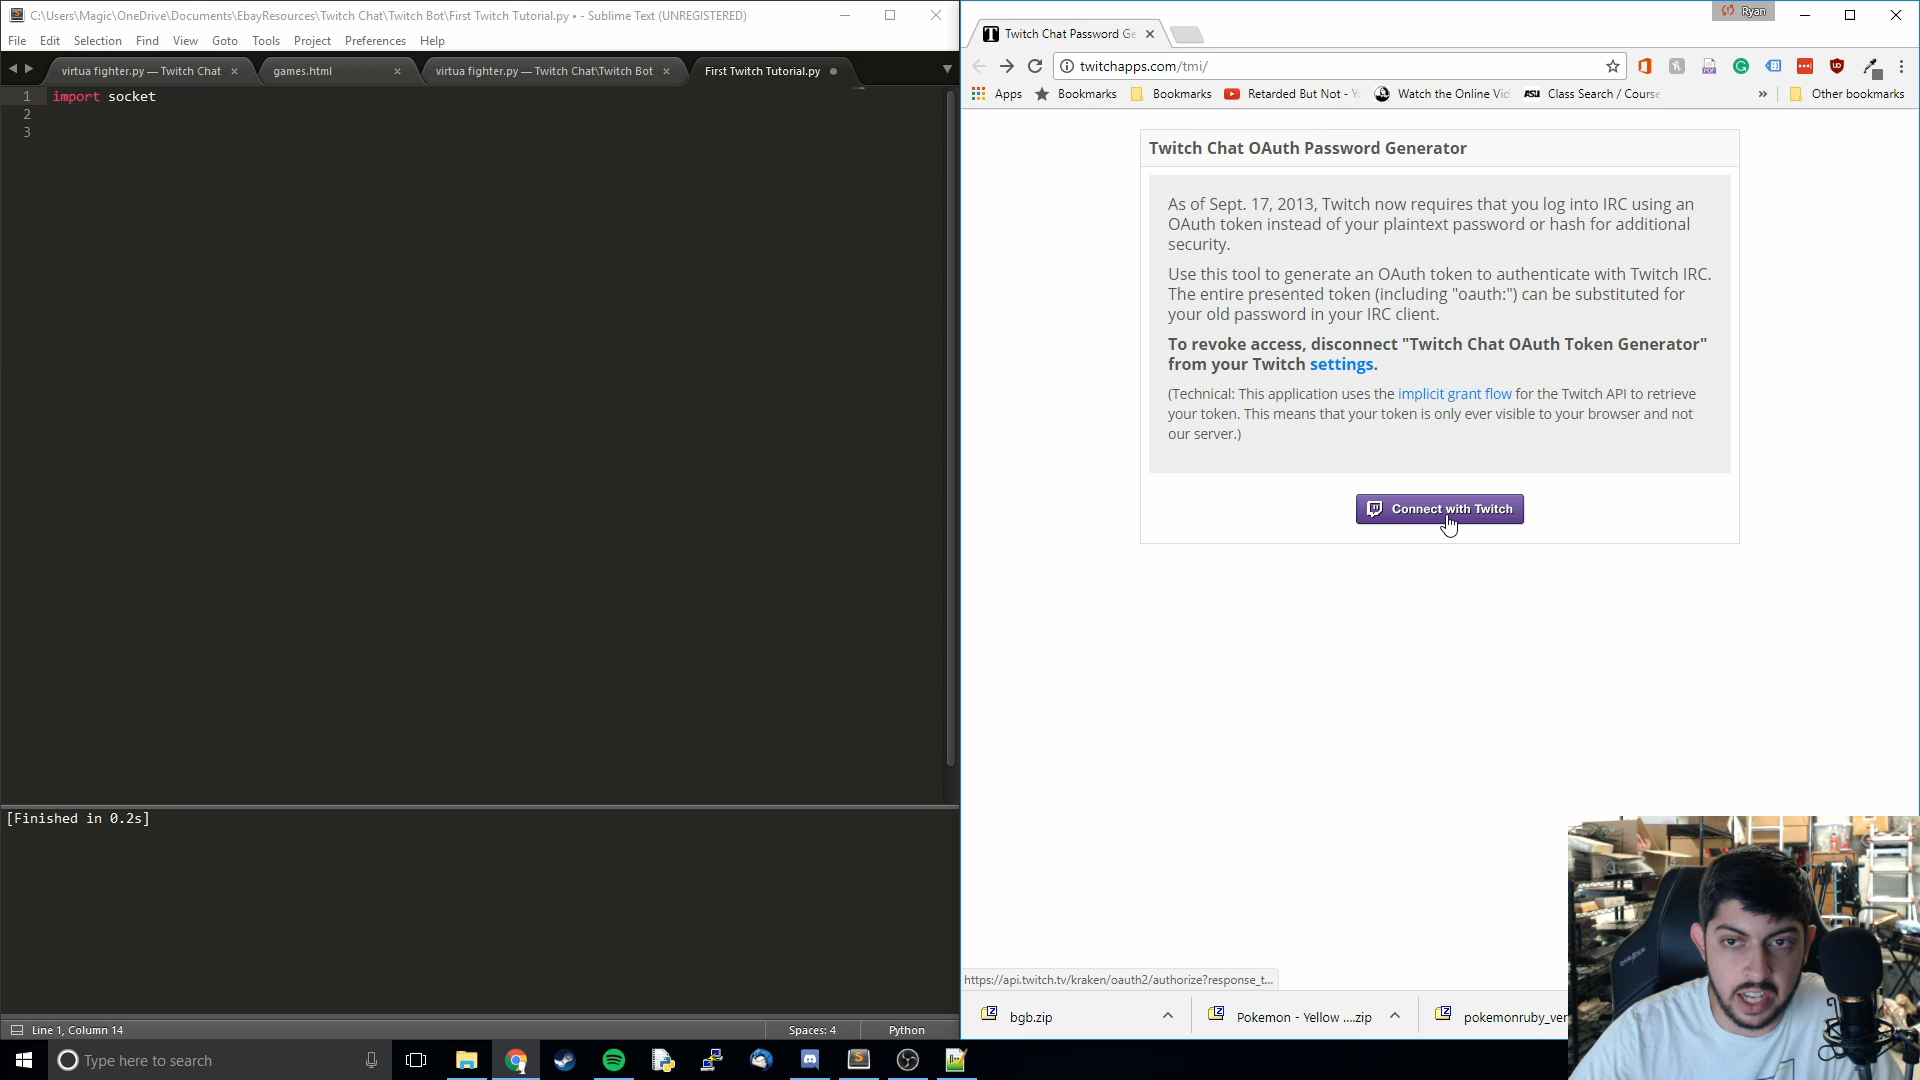 C:\Users\Magic\OneDrive\Documents\EbayResources\Twitch Chat\Twitch Bot\First Twitch Tutorial.py • - Sublime Text (UNREGISTERED)
File Edit Selection Find View Goto Tools Project Preferences Help
virtua fighter.py — Twitch Chat
games.html
virtua fighter.py — Twitch Chat\Twitch Bot
First Twitch Tutorial.py
1 import socket
2
3
[Finished in 0.2s]
Line 1, Column 14
Spaces: 4
Python
Ryan
Twitch Chat Password Ge
twitchapps.com/tmi/
Apps
Bookmarks
Bookmarks
Retarded But Not - Y
Watch the Online Vid
ASU Class Search / Course
»
Other bookmarks
Twitch Chat OAuth Password Generator
As of Sept. 17, 2013, Twitch now requires that you log into IRC using an
OAuth token instead of your plaintext password or hash for additional
security.
Use this tool to generate an OAuth token to authenticate with Twitch IRC.
The entire presented token (including "oauth:") can be substituted for
your old password in your IRC client.
To revoke access, disconnect "Twitch Chat OAuth Token Generator"
from your Twitch settings.
(Technical: This application uses the implicit grant flow for the Twitch API to retrieve
your token. This means that your token is only ever visible to your browser and not
our server.)
Connect with Twitch
https://api.twitch.tv/kraken/oauth2/authorize?response_t...
bgb.zip
Pokemon - Yellow ....zip
pokemonruby_ver
Type here to search